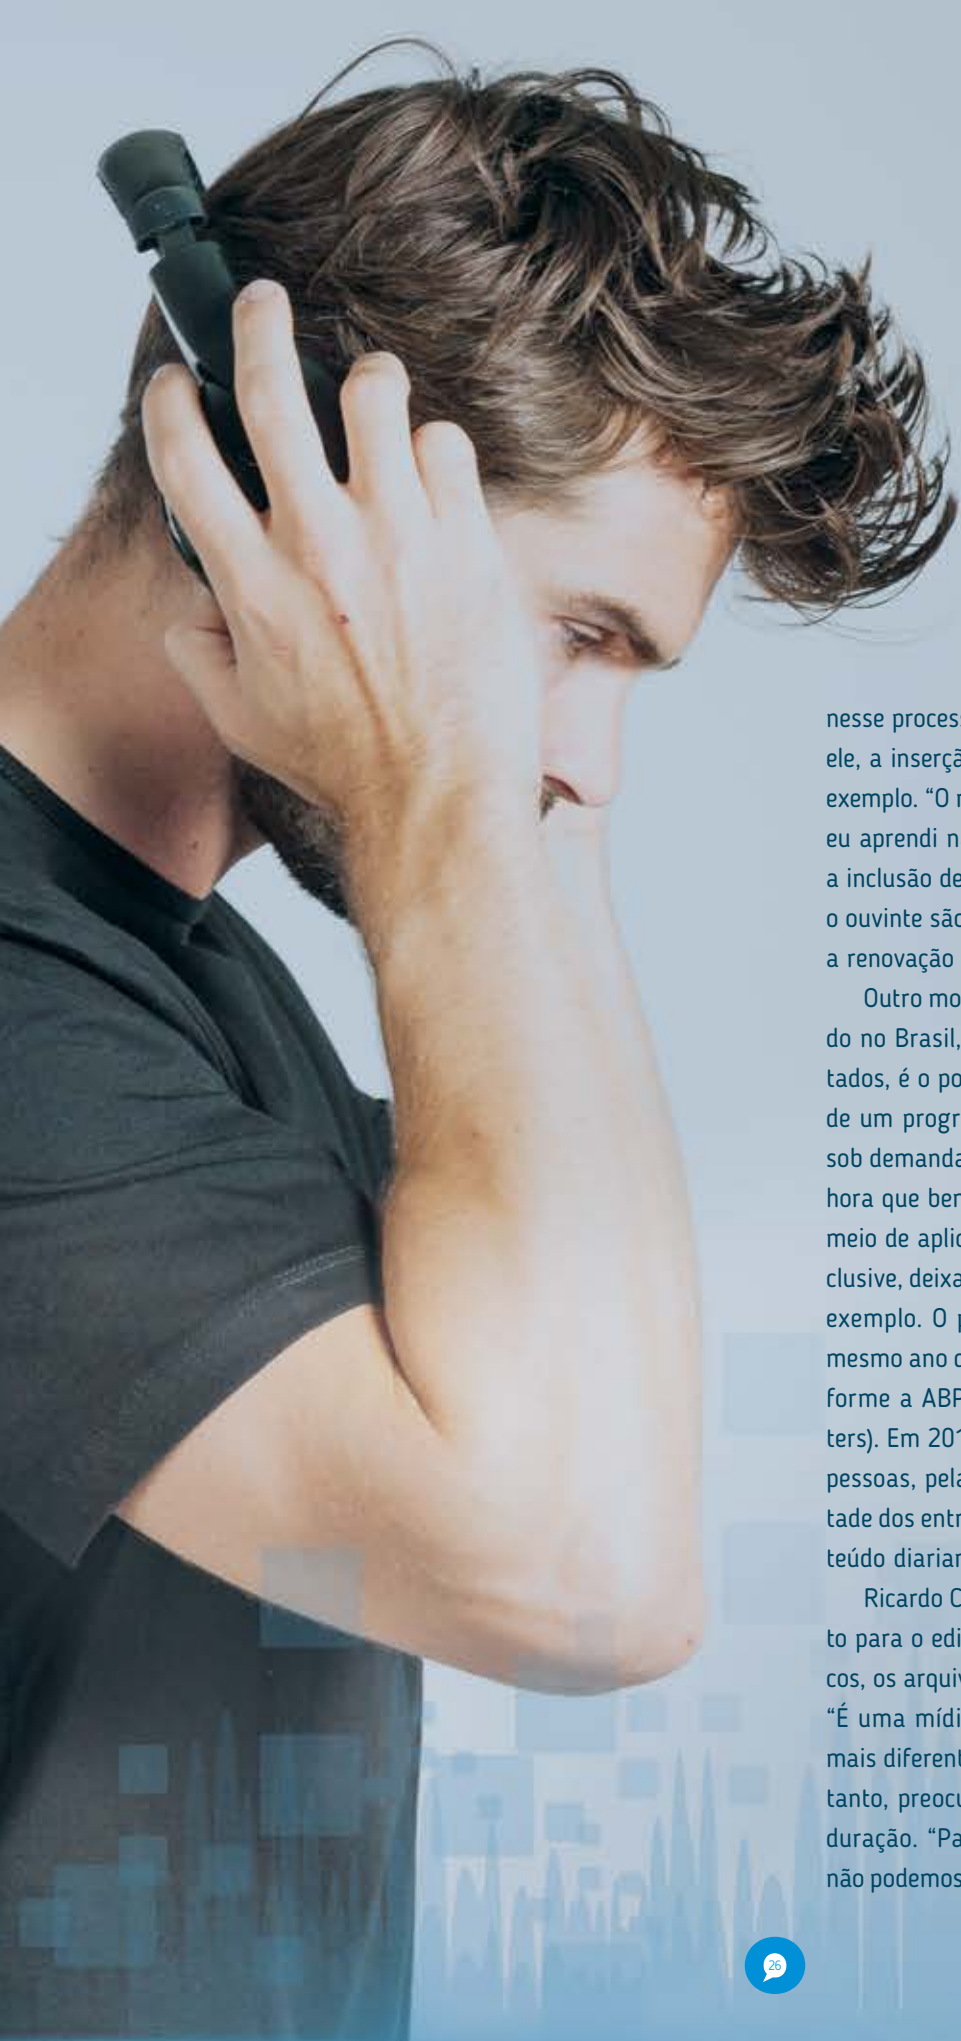 nesse proces
ele, a inserçã
exemplo. “O
eu aprendi n
a inclusão de
o ouvinte são
a renovação
Outro mo
do no Brasil,
tados, é o po
de um progr
sob demanda
hora que ber
meio de aplic
clusive, deixa
exemplo. O p
mesmo ano
forme a ABP
ters). Em 201
pessoas, pela
tade dos entr
teúdo diariar
Ricardo C
to para o edi
cos, os arqui
“É uma mídi
mais diferent
tanto, preocu
duração. “Pa
não podemos
26